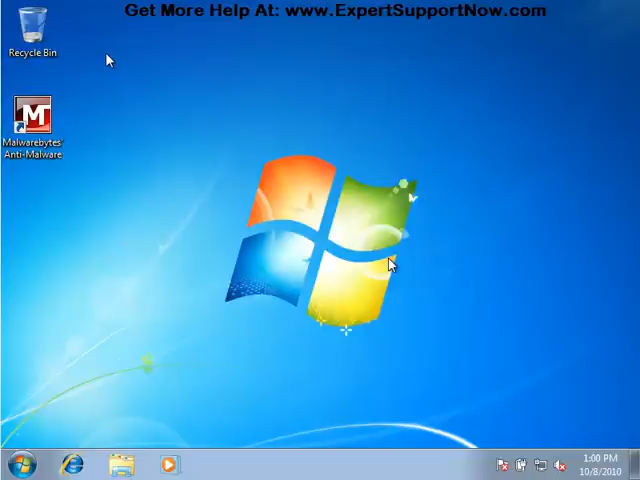 Get More Help At: www.ExpertSupportNow.com
Recycle Bin
Malwarebytes'
Anti-Malware
1:00 PM
10/8/2010